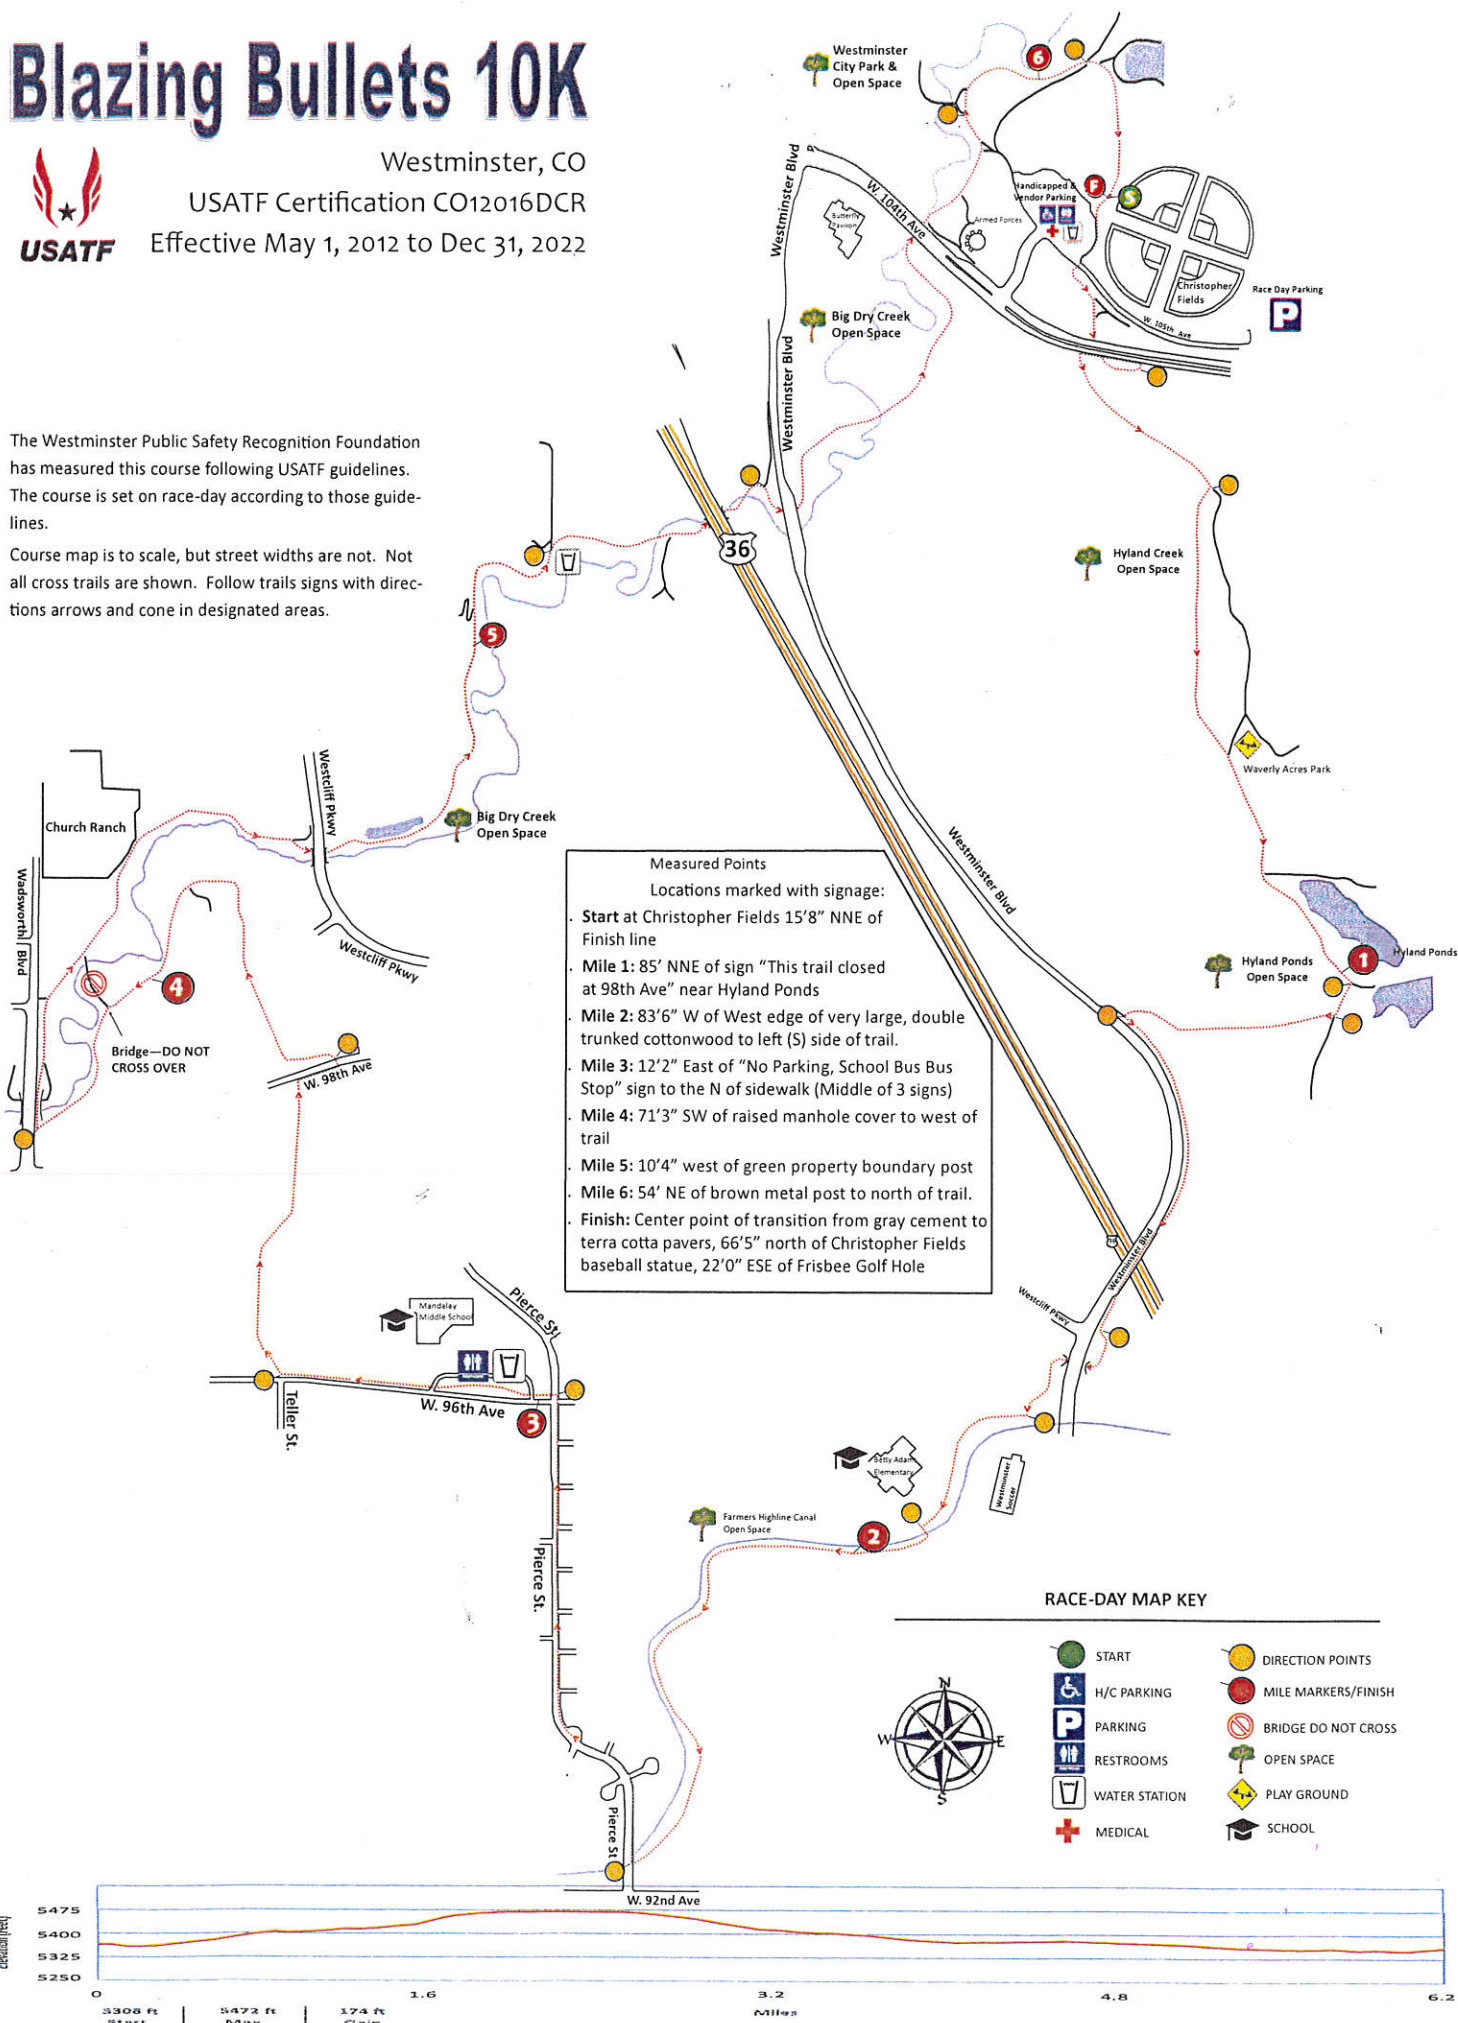 Blazing Bullets 10K
Westminster, CO
USATF Certification CO12016DCR
Effective May 1, 2012 to Dec 31, 2022
USATF
The Westminster Public Safety Recognition Foundation
has measured this course following USATF guidelines.
The course is set on race-day according to those guide-
lines.
Course map is to scale, but street widths are not. Not
all cross trails are shown. Follow trails signs with direc-
tions arrows and cone in designated areas.
Westminster
City Park &
Open Space
6
Westminster Blvd
W. 104th Ave
Butterfly
Pavilion
Armed Forces
Handicapped &
Vendor Parking
F
S
Christopher
Fields
Race Day Parking
P
W. 105th Ave
Big Dry Creek
Open Space
Westminster Blvd
36
Hyland Creek
Open Space
Waverly Acres Park
5
Church Ranch
Westcliff Pkwy
Big Dry Creek
Open Space
Wadsworth Blvd
Westcliff Pkwy
4
Bridge—DO NOT
CROSS OVER
W. 98th Ave
Westminster Blvd
Hyland Ponds
Open Space
1
Hyland Ponds
Measured Points
Locations marked with signage:
. Start at Christopher Fields 15'8" NNE of
Finish line
. Mile 1: 85' NNE of sign "This trail closed
at 98th Ave" near Hyland Ponds
. Mile 2: 83'6" W of West edge of very large, double
trunked cottonwood to left (S) side of trail.
. Mile 3: 12'2" East of "No Parking, School Bus Bus
Stop" sign to the N of sidewalk (Middle of 3 signs)
. Mile 4: 71'3" SW of raised manhole cover to west of
trail
. Mile 5: 10'4" west of green property boundary post
. Mile 6: 54' NE of brown metal post to north of trail.
. Finish: Center point of transition from gray cement to
terra cotta pavers, 66'5" north of Christopher Fields
baseball statue, 22'0" ESE of Frisbee Golf Hole
Westminster Blvd
Westcliff Pkwy
Mandalay
Middle School
Pierce St.
W. 96th Ave
3
Teller St.
Betty Adams
Elementary
Westminster
Soccer
Farmers Highline Canal
Open Space
2
Pierce St.
Pierce St
W. 92nd Ave
RACE-DAY MAP KEY
START
H/C PARKING
P
PARKING
RESTROOMS
WATER STATION
MEDICAL
DIRECTION POINTS
MILE MARKERS/FINISH
BRIDGE DO NOT CROSS
OPEN SPACE
PLAY GROUND
SCHOOL
N
W
E
S
Elevation (feet)
5475
5400
5325
5250
0
1.6
3.2
4.8
6.2
Miles
5308 ft
5472 ft
174 ft
Start
Max
Gain